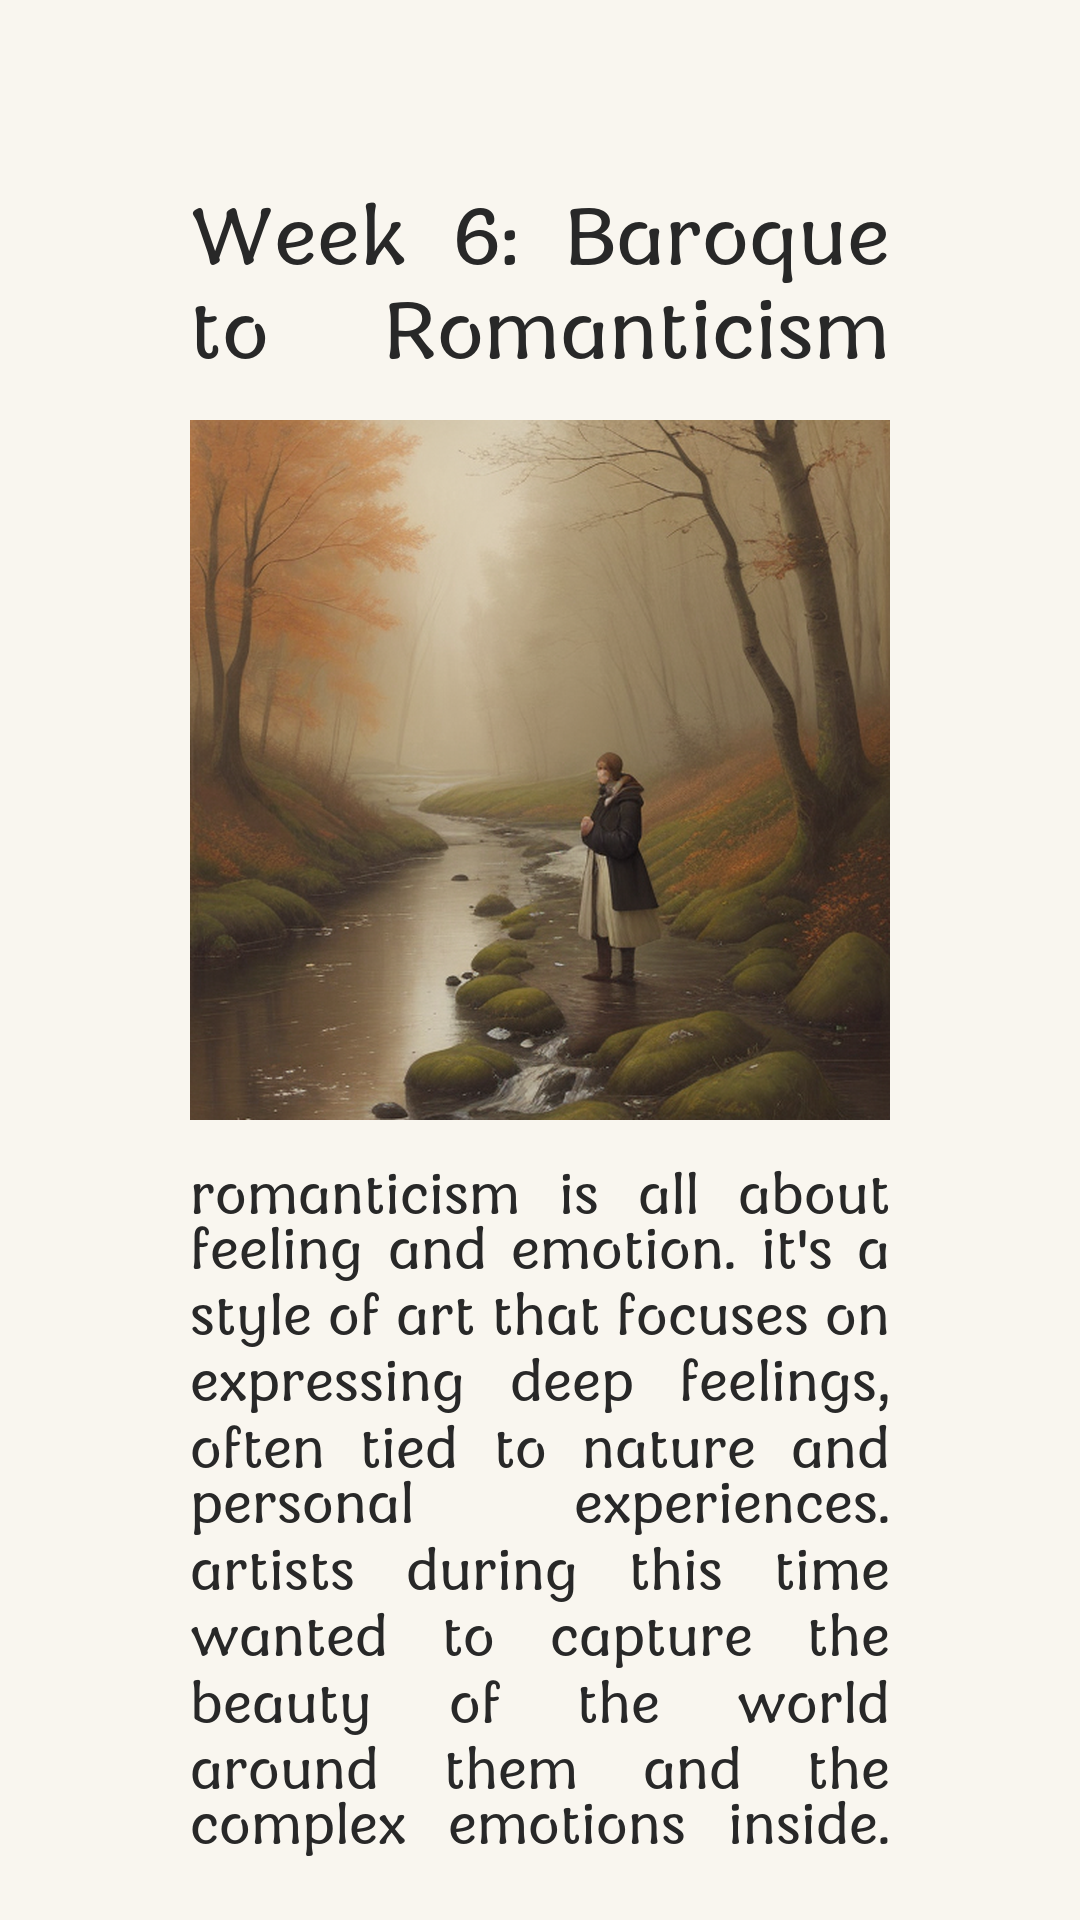 Week 6: Baroque
to Romanticism
romanticism is all about
feeling and emotion. it's a
style of art that focuses on
expressing deep feelings,
often tied to nature and
personal experiences.
artists during this time
wanted to capture the
beauty of the world
around them and the
complex emotions inside.